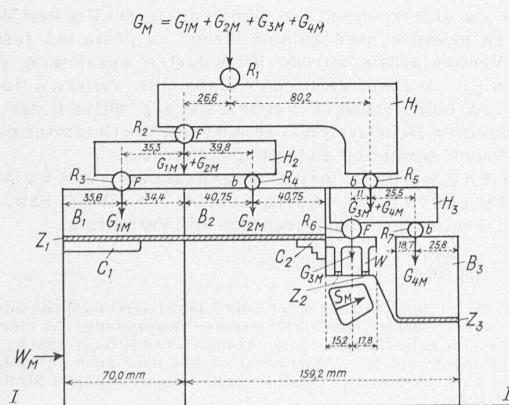 G_M = G_1M + G_2M + G_3M + G_4M
R_1
26,6 80,2 H_1
R_2 F
35,3 39,8 H_2
G_1M + G_2M
R_3 F b R_4 b R_5
35,8 34,4 40,75 40,75 11 25,5
B_1 B_2 G_3M + G_4M H_3
G_1M G_2M R_6 F R_7 b
Z_1 18,7 25,8
C_1 C_2 G_3M W G_4M B_3
Z_2
S_M Z_3
W_M 15,2 17,8
70,0 mm 159,2 mm
I I